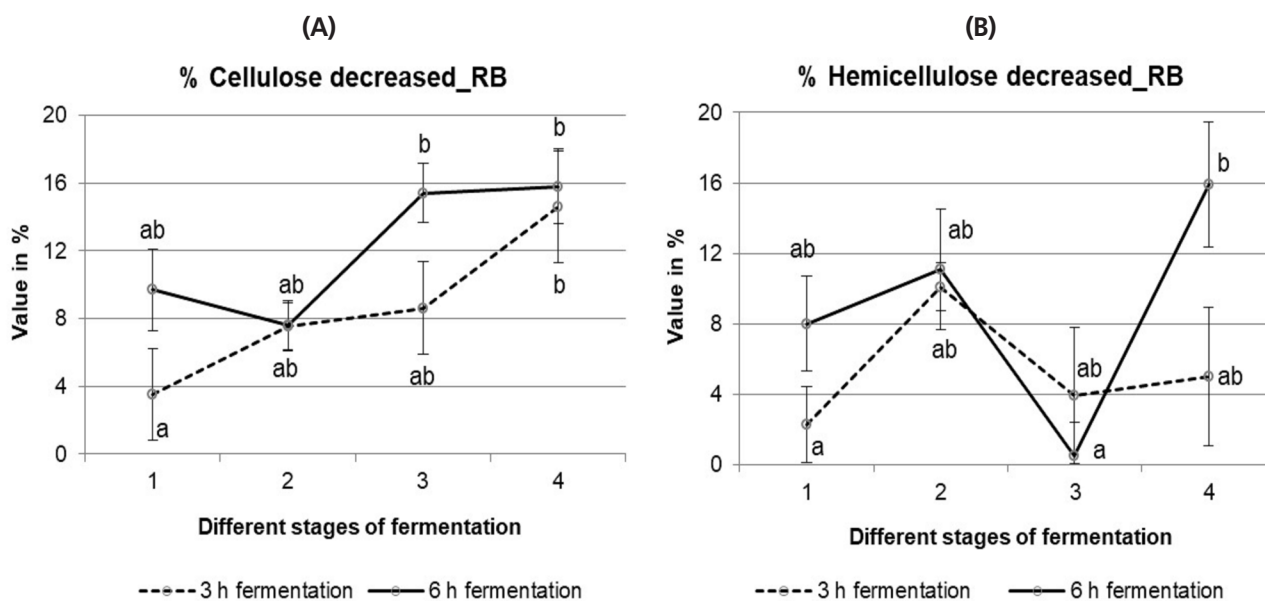 (A)
% Cellulose decreased_RB
20
16
12
8
4
0
Value in %
ab
a
ab
ab
b
ab
b
b
1 2 3 4
Different stages of fermentation
3 h fermentation 6 h fermentation
(B)
% Hemicellulose decreased_RB
20
16
12
8
4
0
Value in %
ab
a
ab
ab
ab
a
b
ab
1 2 3 4
Different stages of fermentation
3 h fermentation 6 h fermentation